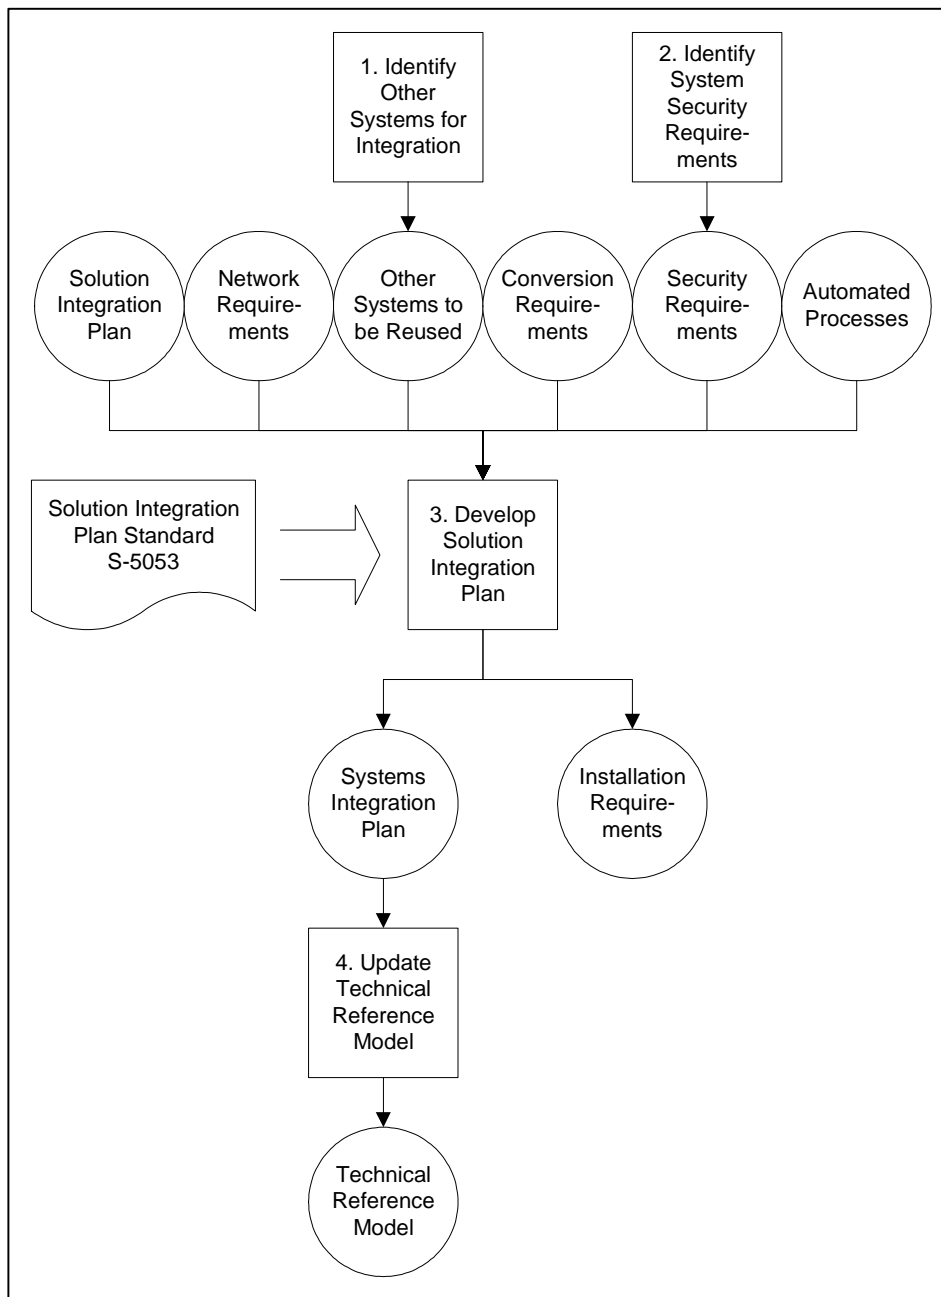 1. Identify
Other
Systems for
Integration
2. Identify
System
Security
Require-
ments
Solution
Integration
Plan
Network
Require-
ments
Other
Systems to
be Reused
Conversion
Require-
ments
Security
Require-
ments
Automated
Processes
Solution Integration
Plan Standard
S-5053
3. Develop
Solution
Integration
Plan
Systems
Integration
Plan
Installation
Require-
ments
4. Update
Technical
Reference
Model
Technical
Reference
Model